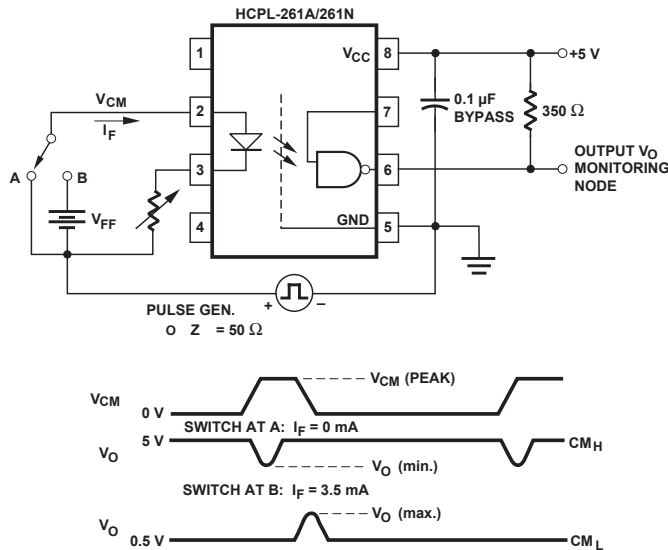 HCPL-261A/261N
1
VCC
8
+5 V
VCM
IF
2
7
0.1 µF
BYPASS
350 Ω
A
B
3
6
OUTPUT VO
MONITORING
NODE
VFF
4
GND
5
+
–
PULSE GEN.
O Z = 50 Ω
VCM (PEAK)
VCM
0 V
SWITCH AT A: IF = 0 mA
VO
5 V
CMH
VO (min.)
SWITCH AT B: IF = 3.5 mA
VO (max.)
VO
0.5 V
CML